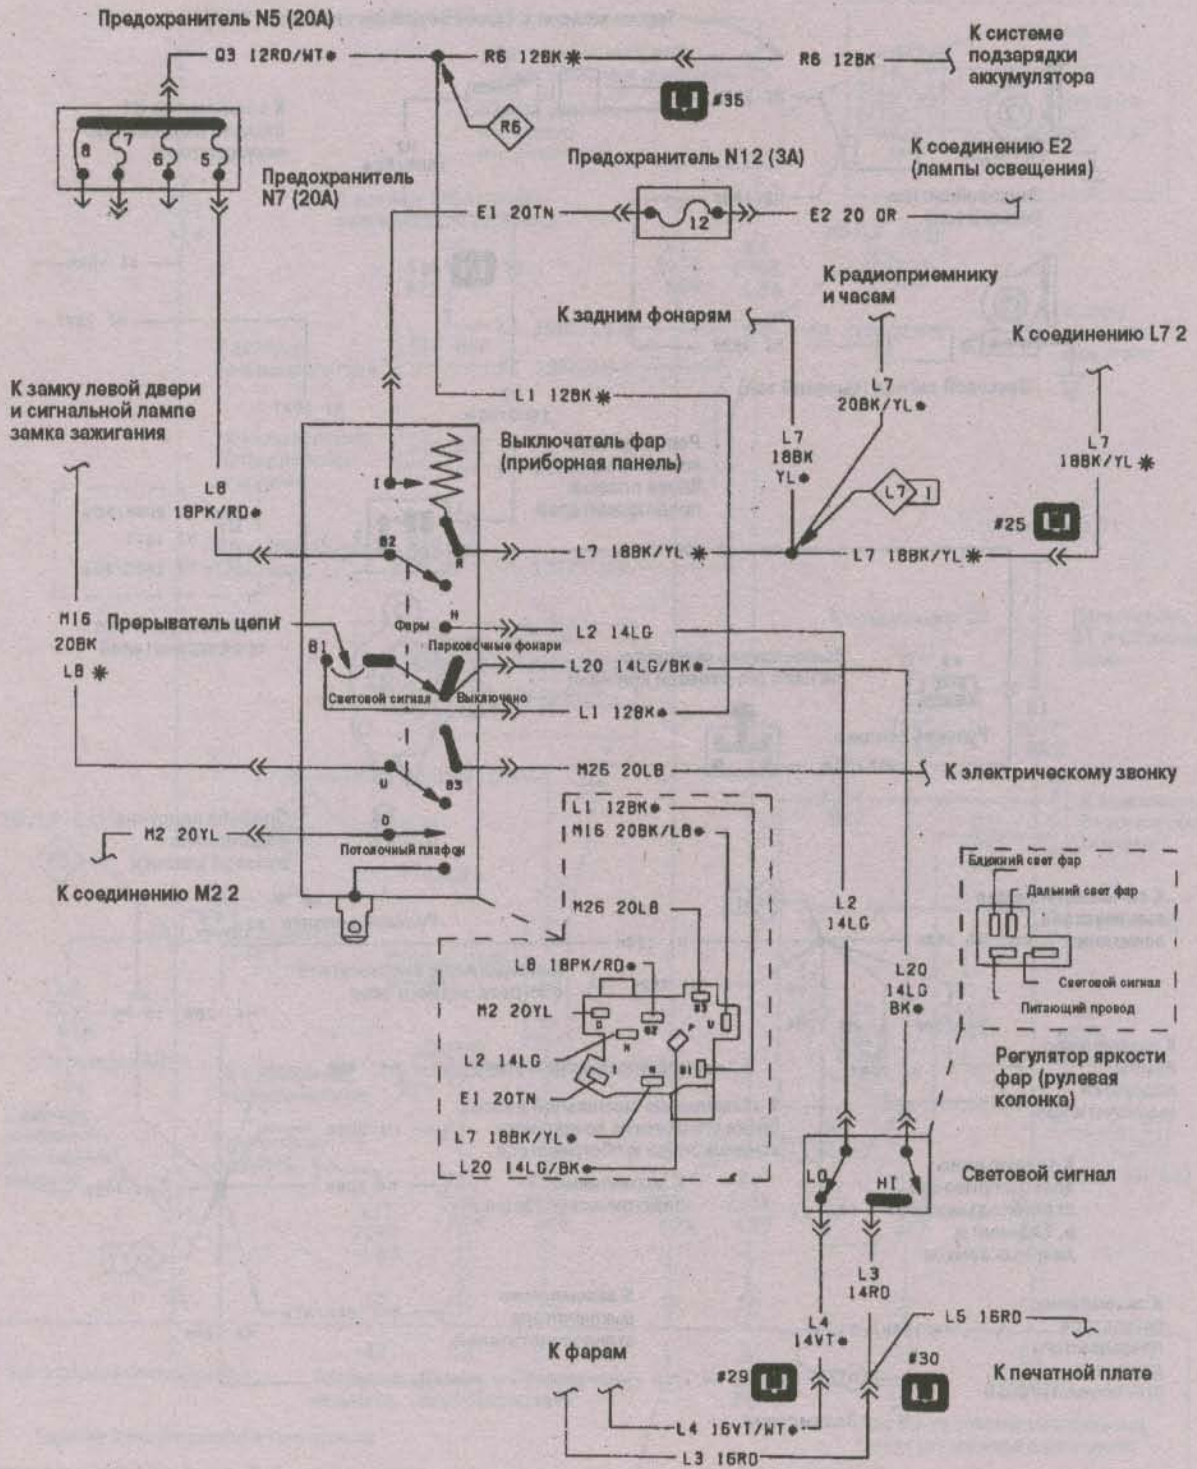 Предохранитель N5 (20A)
Q3 12RD/WT●
R6 12BK✱
R6 12BK
К системе
подзарядки
аккумулятора
#35
R6
8
7
6
5
Предохранитель
N7 (20A)
Предохранитель N12 (3A)
К соединению E2
(лампы освещения)
E1 20TN
12
E2 20 OR
К радиоприемнику
и часам
К задним фонарям
К соединению L7 2
К замку левой двери
и сигнальной лампе
замка зажигания
L1 12BK✱
L7
20BK/YL●
Выключатель фар
(приборная панель)
L7
18BK
YL●
L7
18BK/YL✱
L8
18PK/RD●
I
L7
1
#25
B2
R
L7 18BK/YL✱
L7 18BK/YL✱
M16
20BK
LB✱
Прерыватель цепи
H
Фары
L2 14LG
B1
Парковочные фонари
L20 14LG/BK●
Световой сигнал
Выключено
L1 12BK●
U
B3
M26 20LB
К электрическому звонку
L1 12BK●
M2 20YL
D
M16 20BK/LB●
Потолочный плафон
К соединению M2 2
Ближний свет фар
Дальний свет фар
M26 20LB
L2
14LG
L8 18PK/RD●
L20
14LG
BK●
Световой сигнал
Питающий провод
M2 20YL
D
B2
B3
U
H
P
L2 14LG
I
R
B1
E1 20TN
Регулятор яркости
фар (рулевая
колонка)
L7 18BK/YL●
L20 14LG/BK●
LO
HI
Световой сигнал
L3
14RD
L4
14VT●
L5 16RD
К фарам
#29
#30
К печатной плате
L4 16VT/WT●
L3 16RD